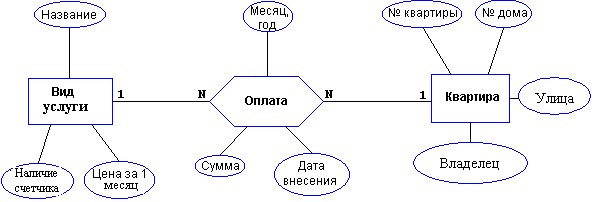 Название
Месяц,
год
№ квартиры
№ дома
Вид
услуги
1
N
Оплата
N
1
Квартира
Улица
Наличие
счетчика
Цена за 1
месяц
Сумма
Дата
внесения
Владелец